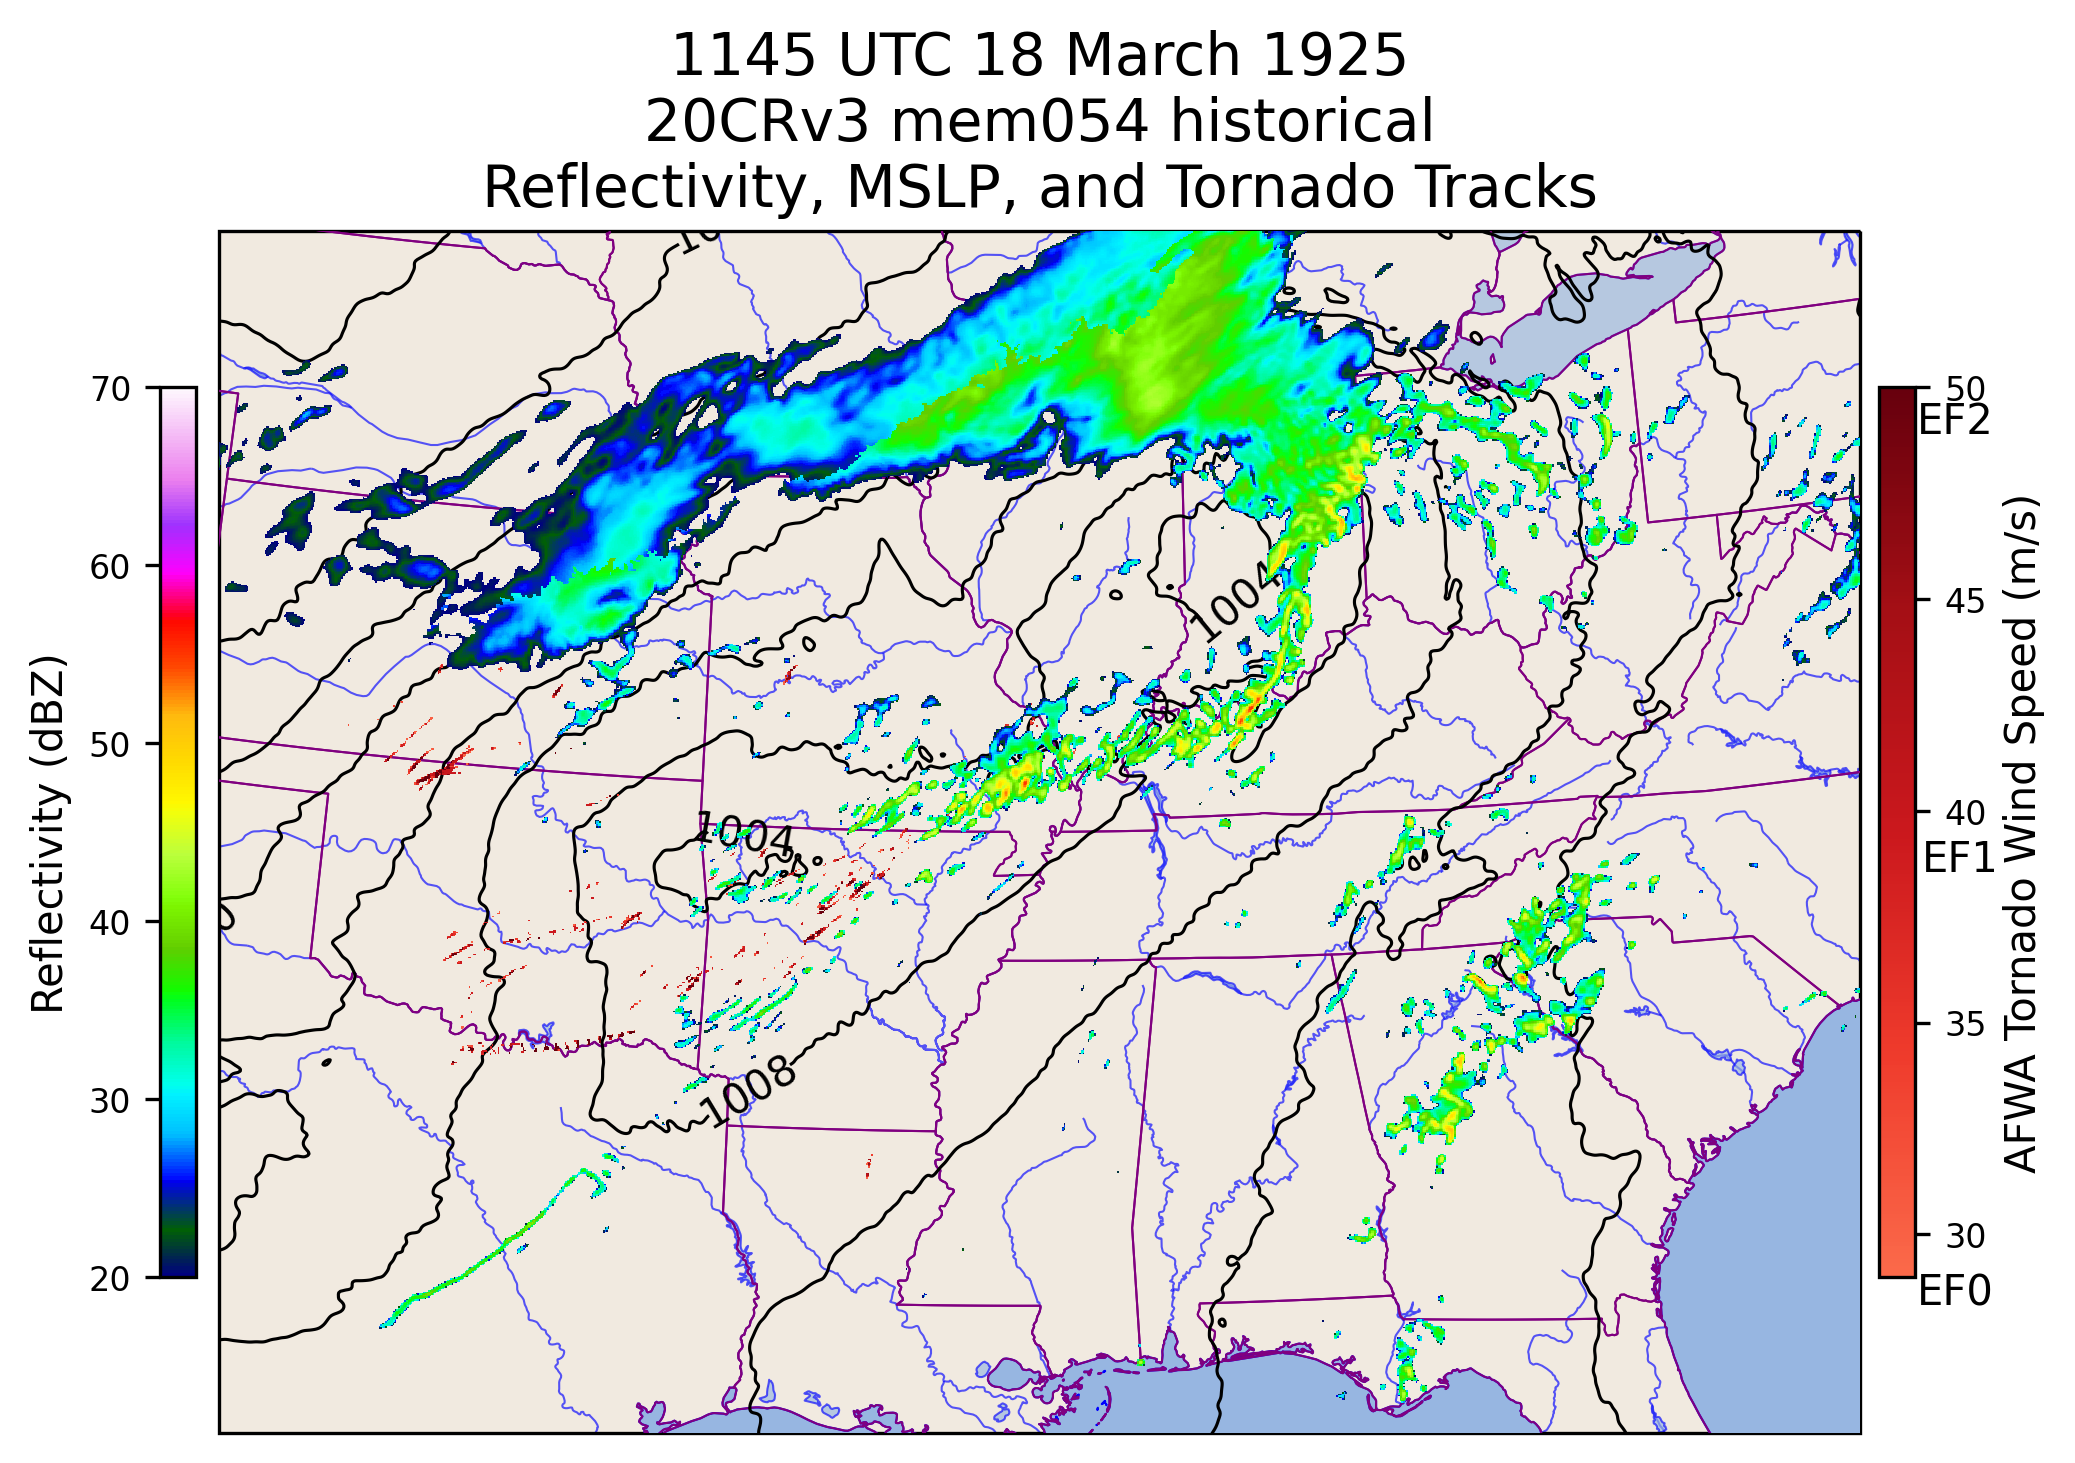 1145 UTC 18 March 1925
20CRv3 mem054 historical
Reflectivity, MSLP, and Tornado Tracks
70
60
50
40
30
20
Reflectivity (dBZ)
1004
1004
1008
50
EF2
45
40
EF1
35
30
EF0
AFWA Tornado Wind Speed (m/s)